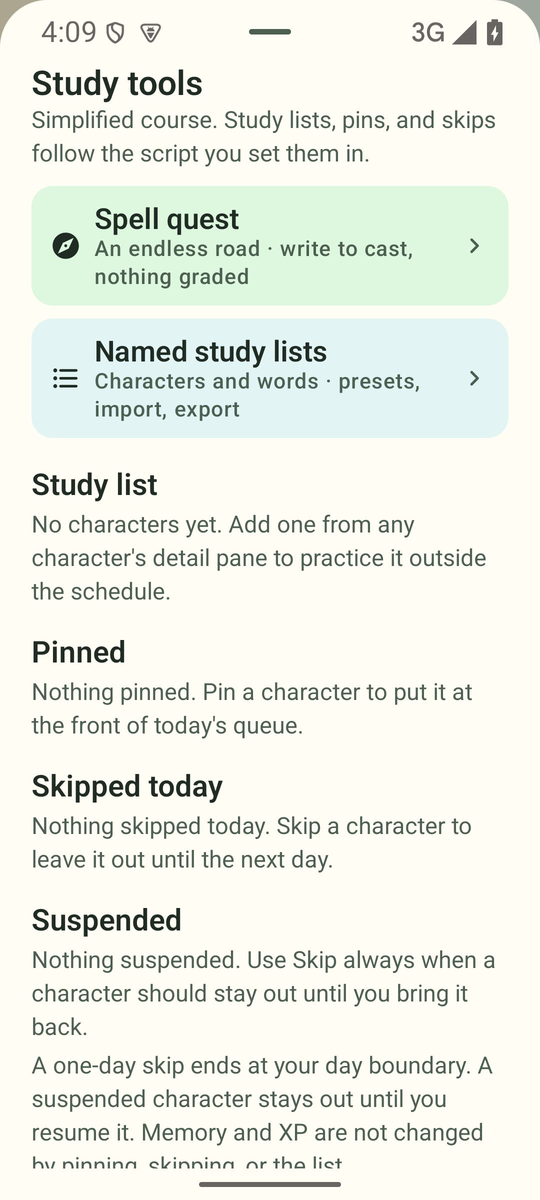 4:09
3G
Study tools
Simplified course. Study lists, pins, and skips
follow the script you set them in.
Spell quest
An endless road · write to cast,
nothing graded
Named study lists
Characters and words · presets,
import, export
Study list
No characters yet. Add one from any
character's detail pane to practice it outside
the schedule.
Pinned
Nothing pinned. Pin a character to put it at
the front of today's queue.
Skipped today
Nothing skipped today. Skip a character to
leave it out until the next day.
Suspended
Nothing suspended. Use Skip always when a
character should stay out until you bring it
back.
A one-day skip ends at your day boundary. A
suspended character stays out until you
resume it. Memory and XP are not changed
by pinning, skipping, or the list.